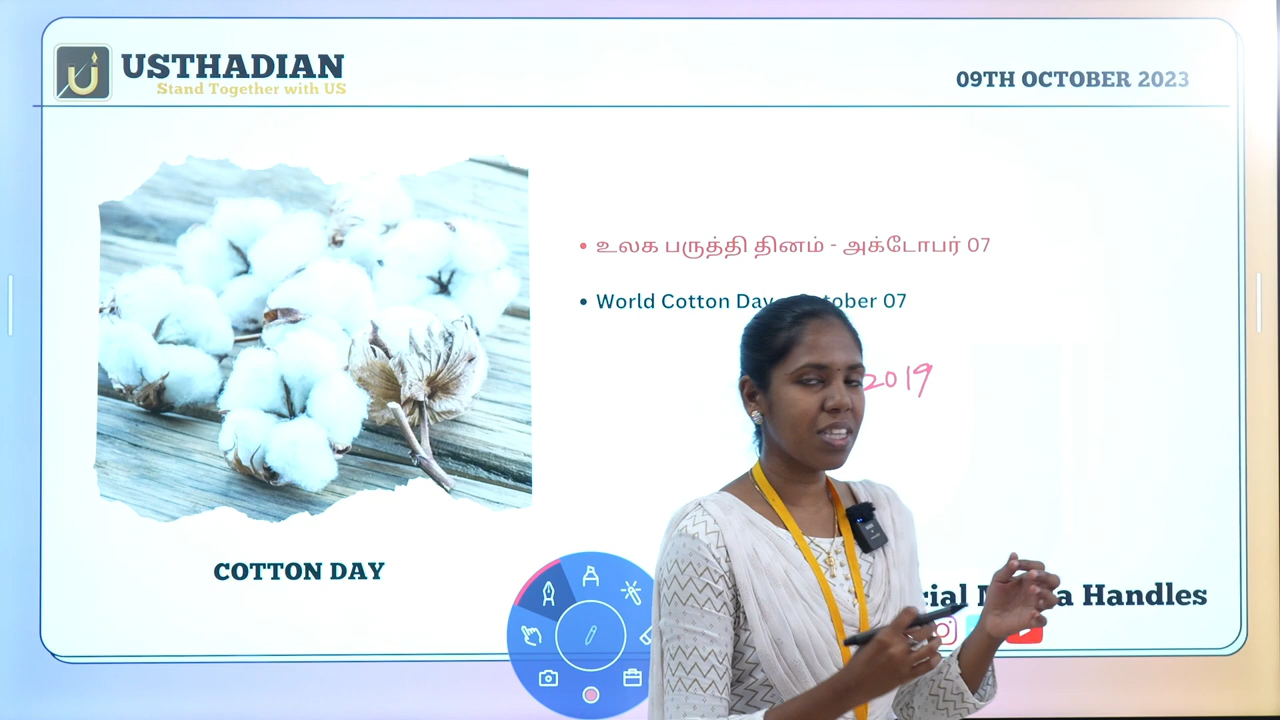 USTHADIAN
Stand Together with US
09TH OCTOBER 2023
• உலக பருத்தி தினம் - அக்டோபர் 07
• World Cotton Day October 07
2019
COTTON DAY
Handles